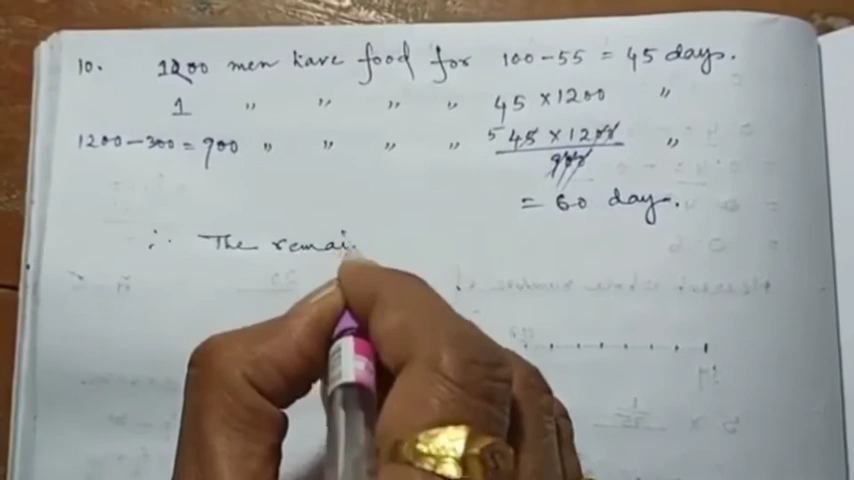 10. 1200 men have food for 100-55 = 45 days.
1 " " " " 45 × 1200 "
1200-300 = 900 " " " " 5 45 × 1200 / 900 "
= 60 days.
∴ The remai